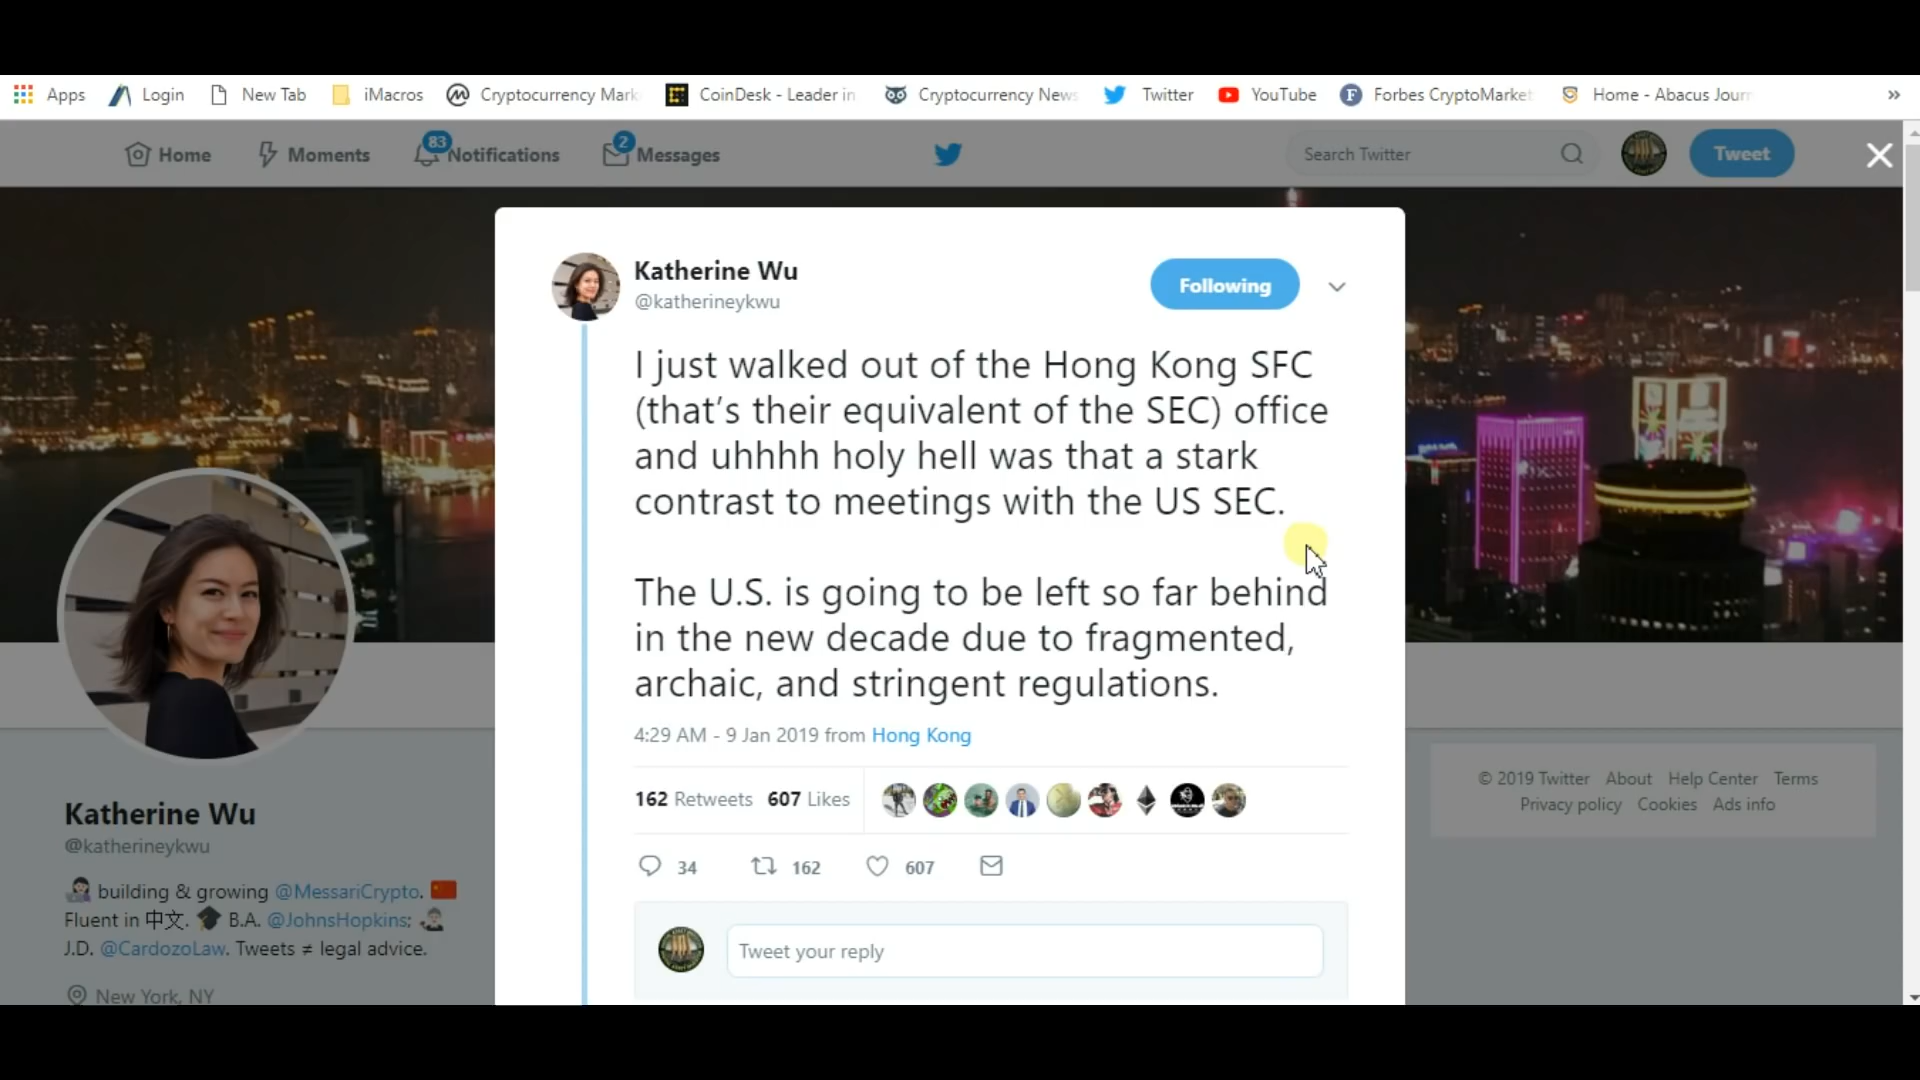 Apps Login New Tab iMacros Cryptocurrency Mark CoinDesk - Leader in Cryptocurrency News Twitter YouTube Forbes CryptoMarket Home - Abacus Journ »
Home Moments 83 Notifications 2 Messages Search Twitter Tweet
Katherine Wu
@katherineykwu
Following
I just walked out of the Hong Kong SFC
(that’s their equivalent of the SEC) office
and uhhhh holy hell was that a stark
contrast to meetings with the US SEC.
The U.S. is going to be left so far behind
in the new decade due to fragmented,
archaic, and stringent regulations.
4:29 AM - 9 Jan 2019 from Hong Kong
162 Retweets 607 Likes
34 162 607
Tweet your reply
Katherine Wu
@katherineykwu
building & growing @MessariCrypto.
Fluent in 中文. B.A. @JohnsHopkins;
J.D. @CardozoLaw. Tweets ≠ legal advice.
New York, NY
© 2019 Twitter About Help Center Terms
Privacy policy Cookies Ads info